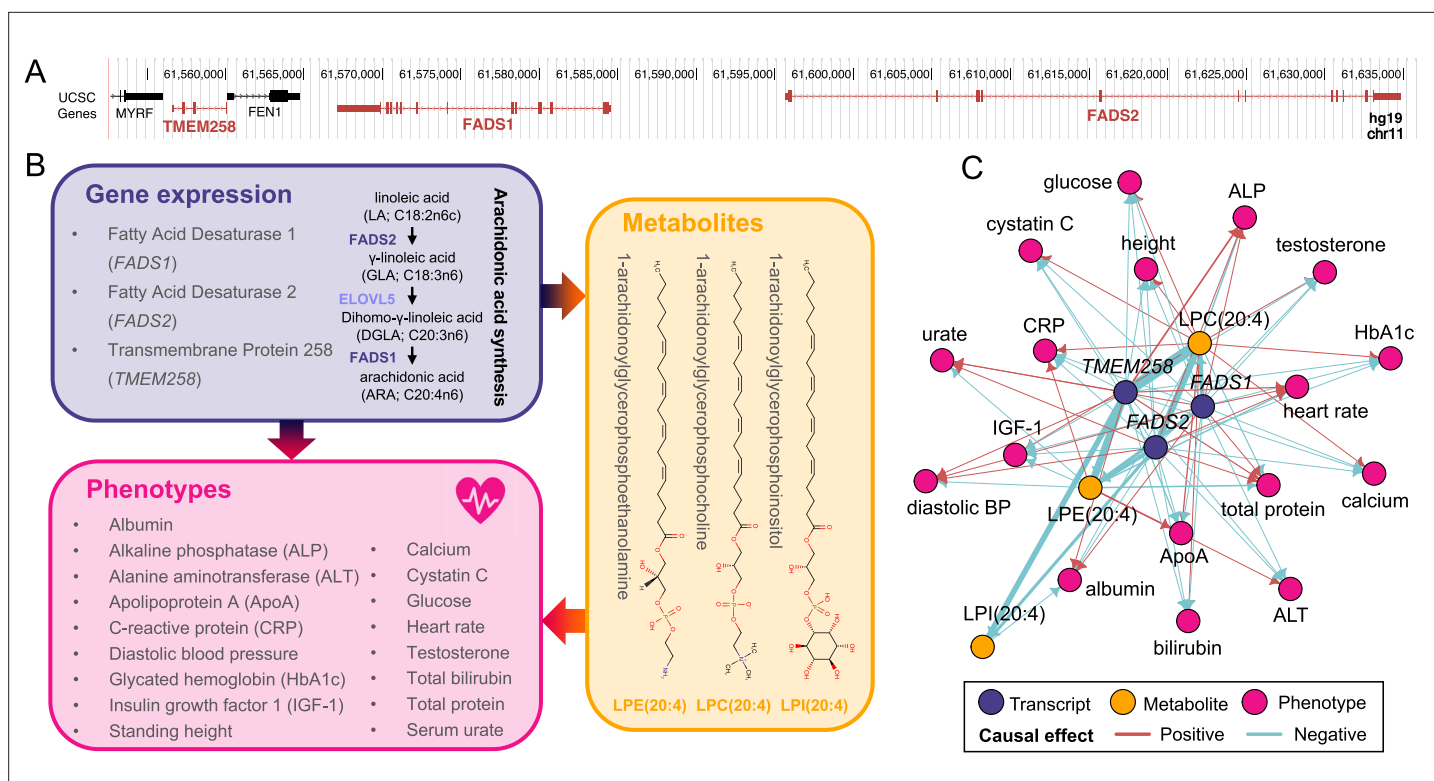 A
61,560,000
61,565,000
61,570,000
61,575,000
61,580,000
61,585,000
61,590,000
61,595,000
61,600,000
61,605,000
61,610,000
61,615,000
61,620,000
61,625,000
61,630,000
61,635,000
UCSC
Genes
MYRF
TMEM258
FEN1
FADS1
FADS2
hg19
chr11
B
Gene expression
• Fatty Acid Desaturase 1
(FADS1)
• Fatty Acid Desaturase 2
(FADS2)
• Transmembrane Protein 258
(TMEM258)
linoleic acid
(LA; C18:2n6c)
FADS2
γ-linoleic acid
(GLA; C18:3n6)
ELOVL5
Dihomo-γ-linoleic acid
(DGLA; C20:3n6)
FADS1
arachidonic acid
(ARA; C20:4n6)
Arachidonic acid synthesis
Metabolites
1-arachidonoylglycerophosphoethanolamine
1-arachidonoylglycerophosphocholine
1-arachidonoylglycerophosphoinositol
LPE(20:4) LPC(20:4) LPI(20:4)
Phenotypes
• Albumin
• Alkaline phosphatase (ALP)
• Alanine aminotransferase (ALT)
• Apolipoprotein A (ApoA)
• C-reactive protein (CRP)
• Diastolic blood pressure
• Glycated hemoglobin (HbA1c)
• Insulin growth factor 1 (IGF-1)
• Standing height
• Calcium
• Cystatin C
• Glucose
• Heart rate
• Testosterone
• Total bilirubin
• Total protein
• Serum urate
C
glucose
ALP
cystatin C
height
testosterone
LPC(20:4)
urate
CRP
HbA1c
TMEM258
FADS1
heart rate
FADS2
IGF-1
diastolic BP
LPE(20:4)
total protein
calcium
ApoA
albumin
ALT
LPI(20:4)
bilirubin
Transcript
Metabolite
Phenotype
Causal effect
Positive
Negative